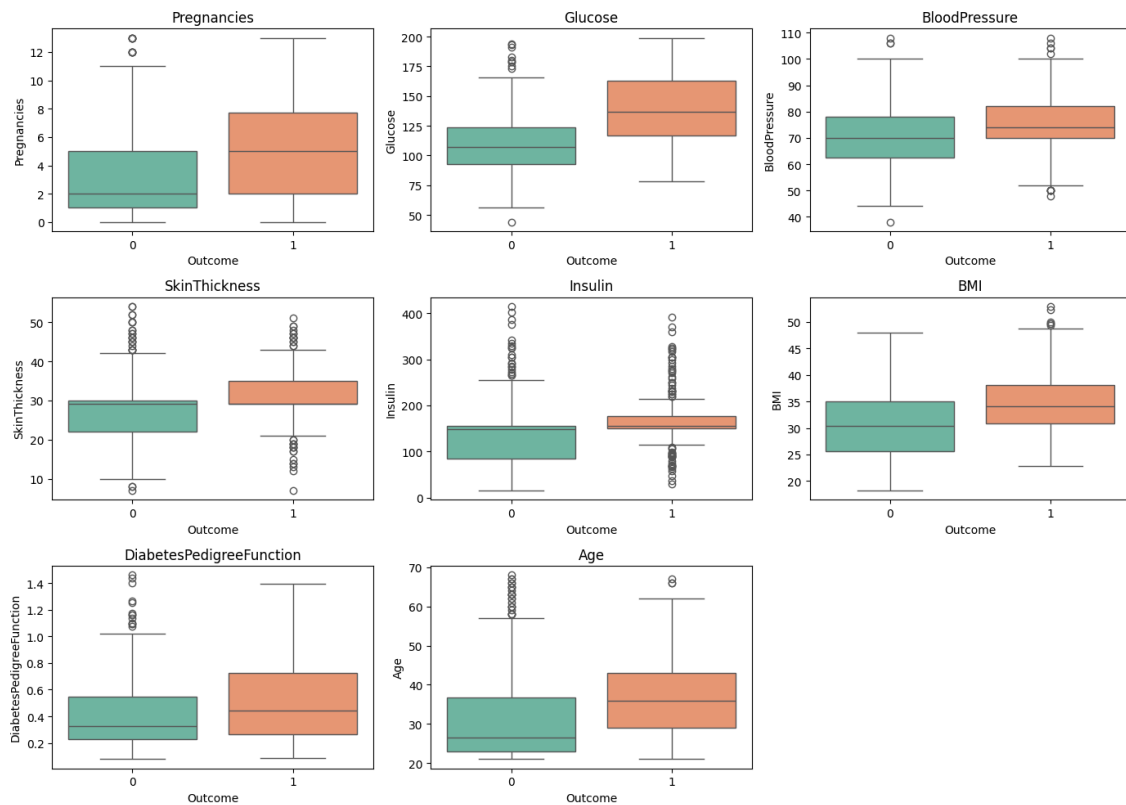 Pregnancies
Glucose
BloodPressure
Pregnancies
12
10
8
6
4
2
0
0
1
Outcome
Glucose
200
175
150
125
100
75
50
0
1
Outcome
BloodPressure
110
100
90
80
70
60
50
40
0
1
Outcome
SkinThickness
Insulin
BMI
SkinThickness
50
40
30
20
10
0
1
Outcome
Insulin
400
300
200
100
0
0
1
Outcome
BMI
50
45
40
35
30
25
20
0
1
Outcome
DiabetesPedigreeFunction
Age
DiabetesPedigreeFunction
1.4
1.2
1.0
0.8
0.6
0.4
0.2
0
1
Outcome
Age
70
60
50
40
30
20
0
1
Outcome